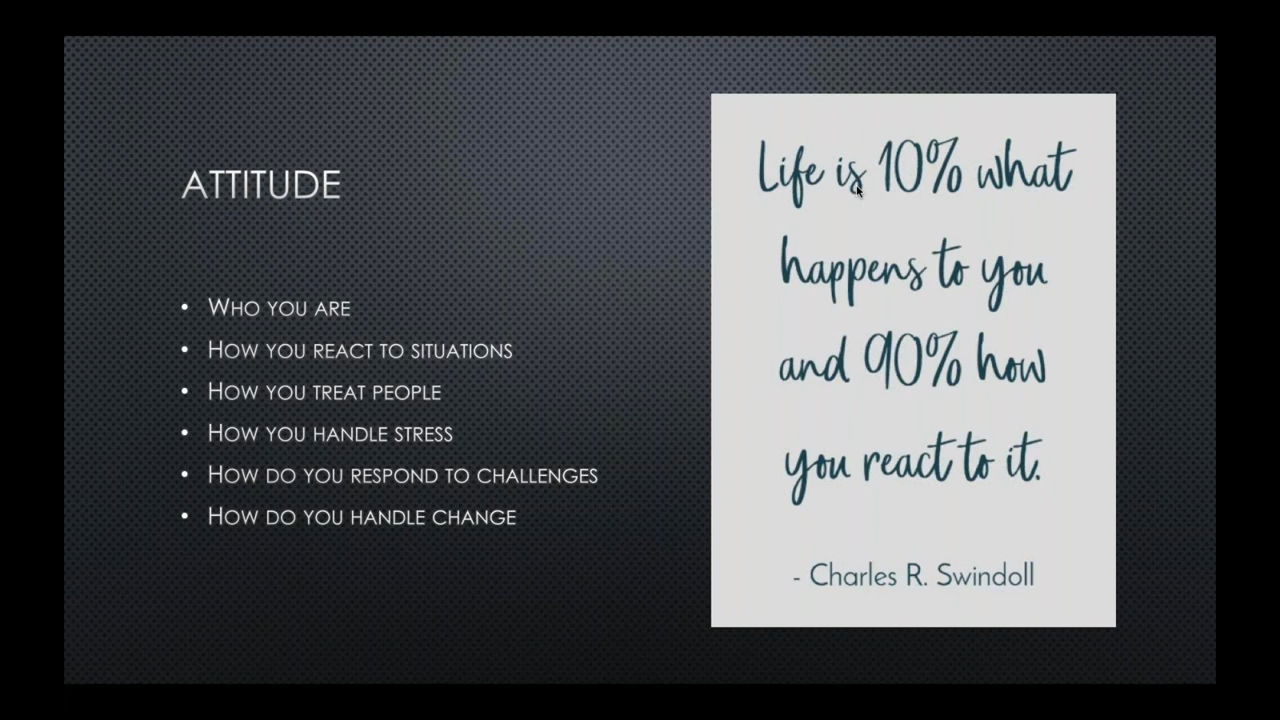 ATTITUDE
• WHO YOU ARE
• HOW YOU REACT TO SITUATIONS
• HOW YOU TREAT PEOPLE
• HOW YOU HANDLE STRESS
• HOW DO YOU RESPOND TO CHALLENGES
• HOW DO YOU HANDLE CHANGE
Life is 10% what
happens to you
and 90% how
you react to it.
- Charles R. Swindoll